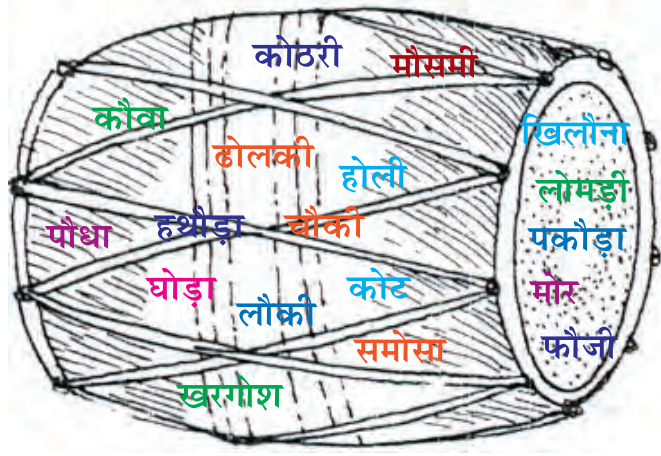 कोठरी
मौसमी
कौवा
खिलौना
ढोलकी
होली
लोमड़ी
पौधा
हथौड़ा
चौकी
पकौड़ा
घोड़ा
कोट
मोर
लौकी
समोसा
फौजी
खरगोश